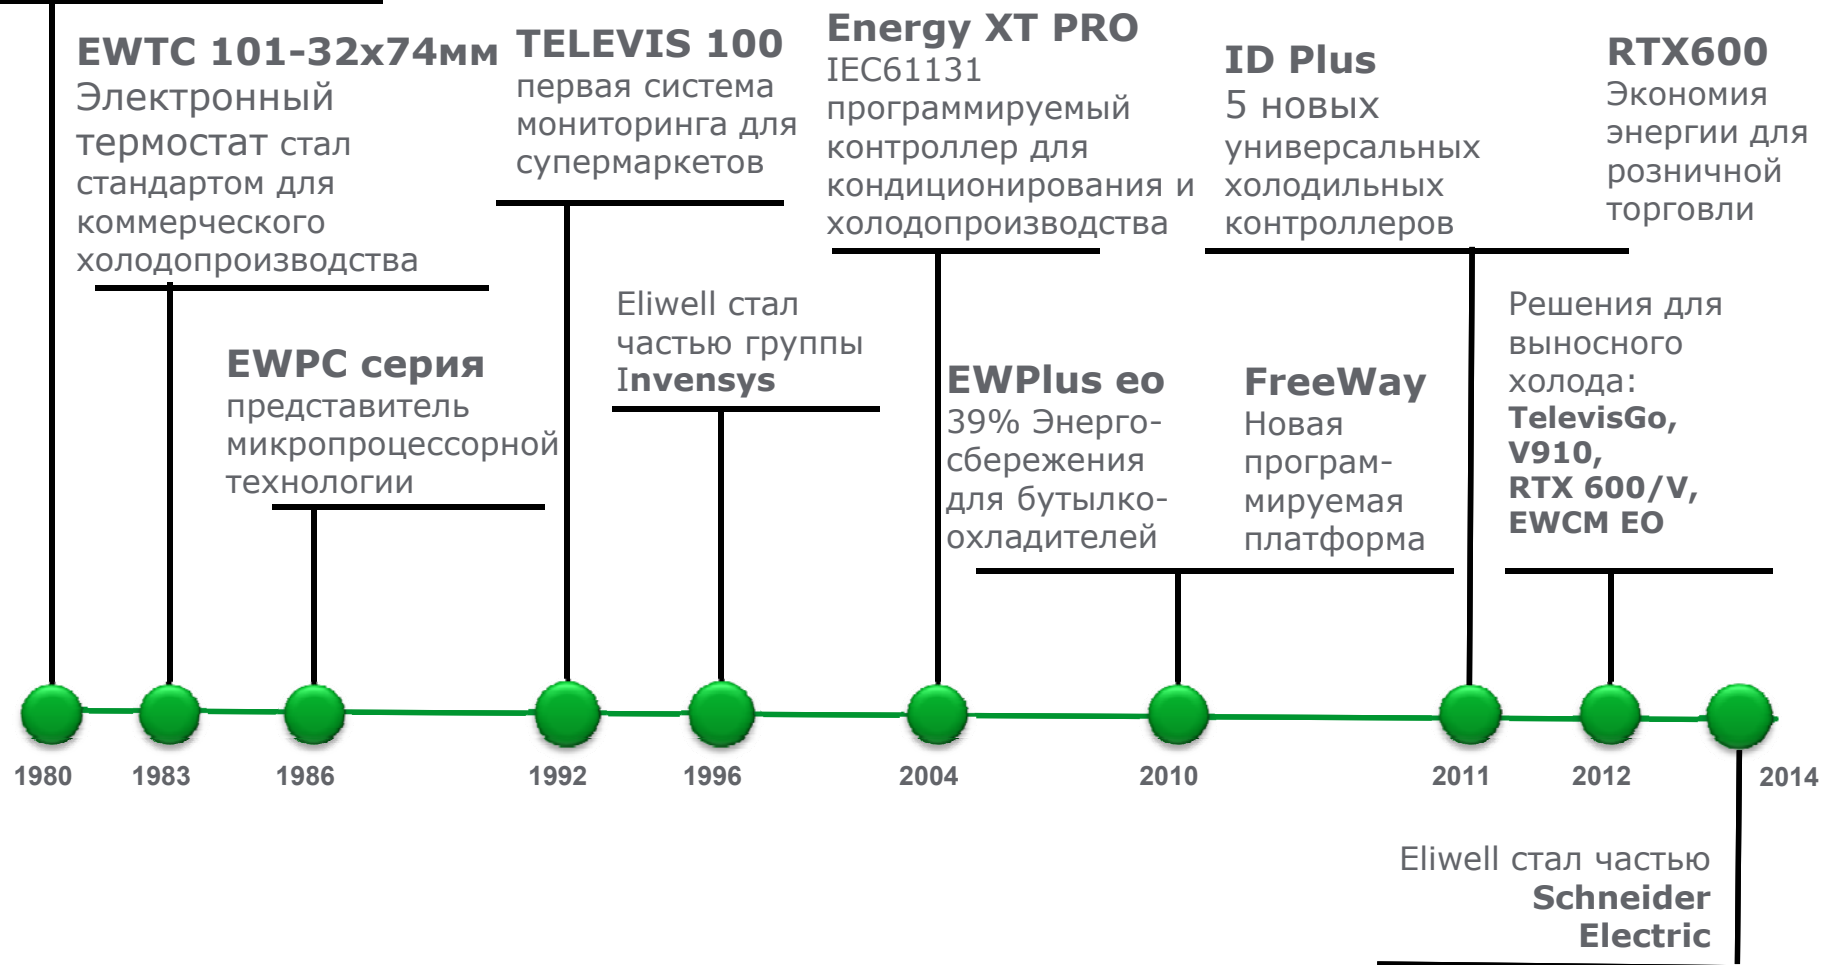 EWTC 101-32x74мм
Электронный
термостат стал
стандартом для
коммерческого
холодопроизводства
TELEVIS 100
первая система
мониторинга для
супермаркетов
Energy XT PRO
IEC61131
программируемый
контроллер для
кондиционирования и
холодопроизводства
ID Plus
5 новых
универсальных
холодильных
контроллеров
RTX600
Экономия
энергии для
розничной
торговли
EWPC серия
представитель
микропроцессорной
технологии
Eliwell стал
частью группы
Invensys
EWPlus eo
39% Энерго-
сбережения
для бутылко-
охладителей
FreeWay
Новая
програм-
мируемая
платформа
Решения для
выносного
холода:
TelevisGo,
V910,
RTX 600/V,
EWCM EO
1980 1983 1986 1992 1996 2004 2010 2011 2012 2014
Eliwell стал частью
Schneider
Electric